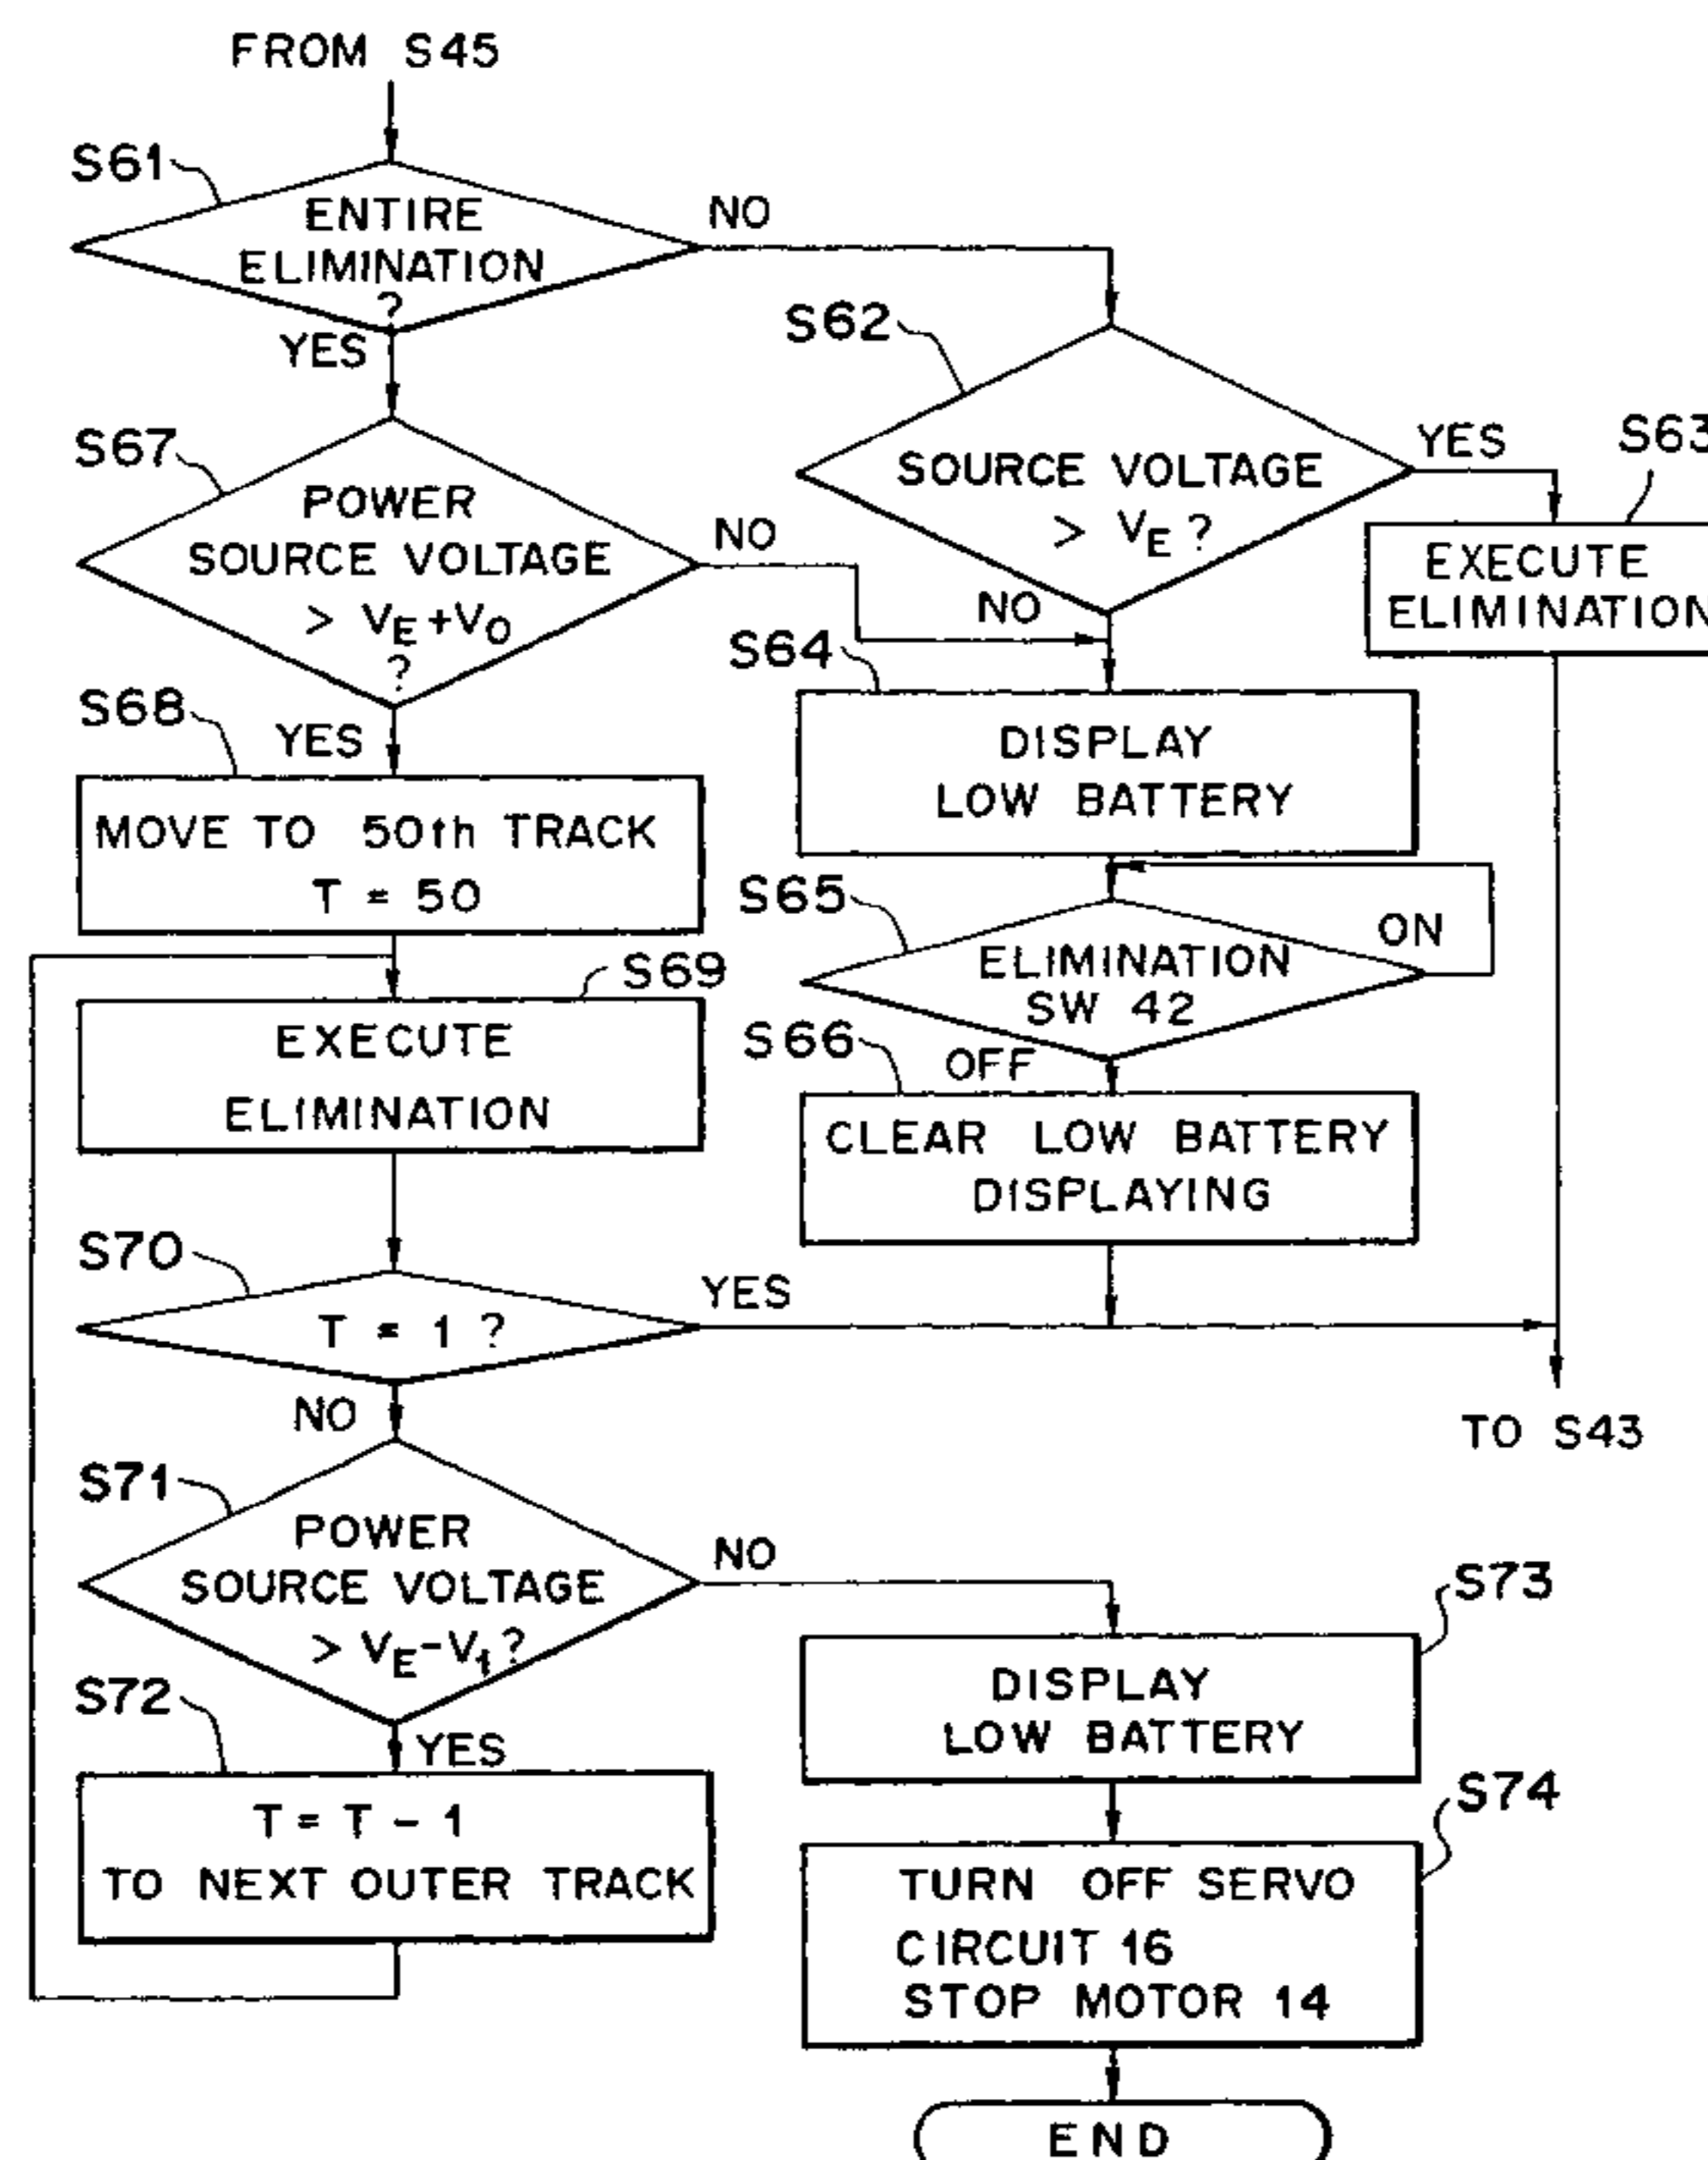 FROM S45
S61
ENTIRE
ELIMINATION
?
NO
YES
S62
SOURCE VOLTAGE
> VE ?
YES
NO
S63
EXECUTE
ELIMINATION
S67
POWER
SOURCE VOLTAGE
> VE+VO
?
NO
YES
S64
DISPLAY
LOW BATTERY
S68
MOVE TO 50th TRACK
T = 50
S65
ELIMINATION
SW 42
ON
OFF
S69
EXECUTE
ELIMINATION
S66
CLEAR LOW BATTERY
DISPLAYING
S70
T = 1 ?
YES
NO
TO S43
S71
POWER
SOURCE VOLTAGE
> VE-V1?
NO
YES
S73
DISPLAY
LOW BATTERY
S72
T = T - 1
TO NEXT OUTER TRACK
S74
TURN OFF SERVO
CIRCUIT 16
STOP MOTOR 14
END